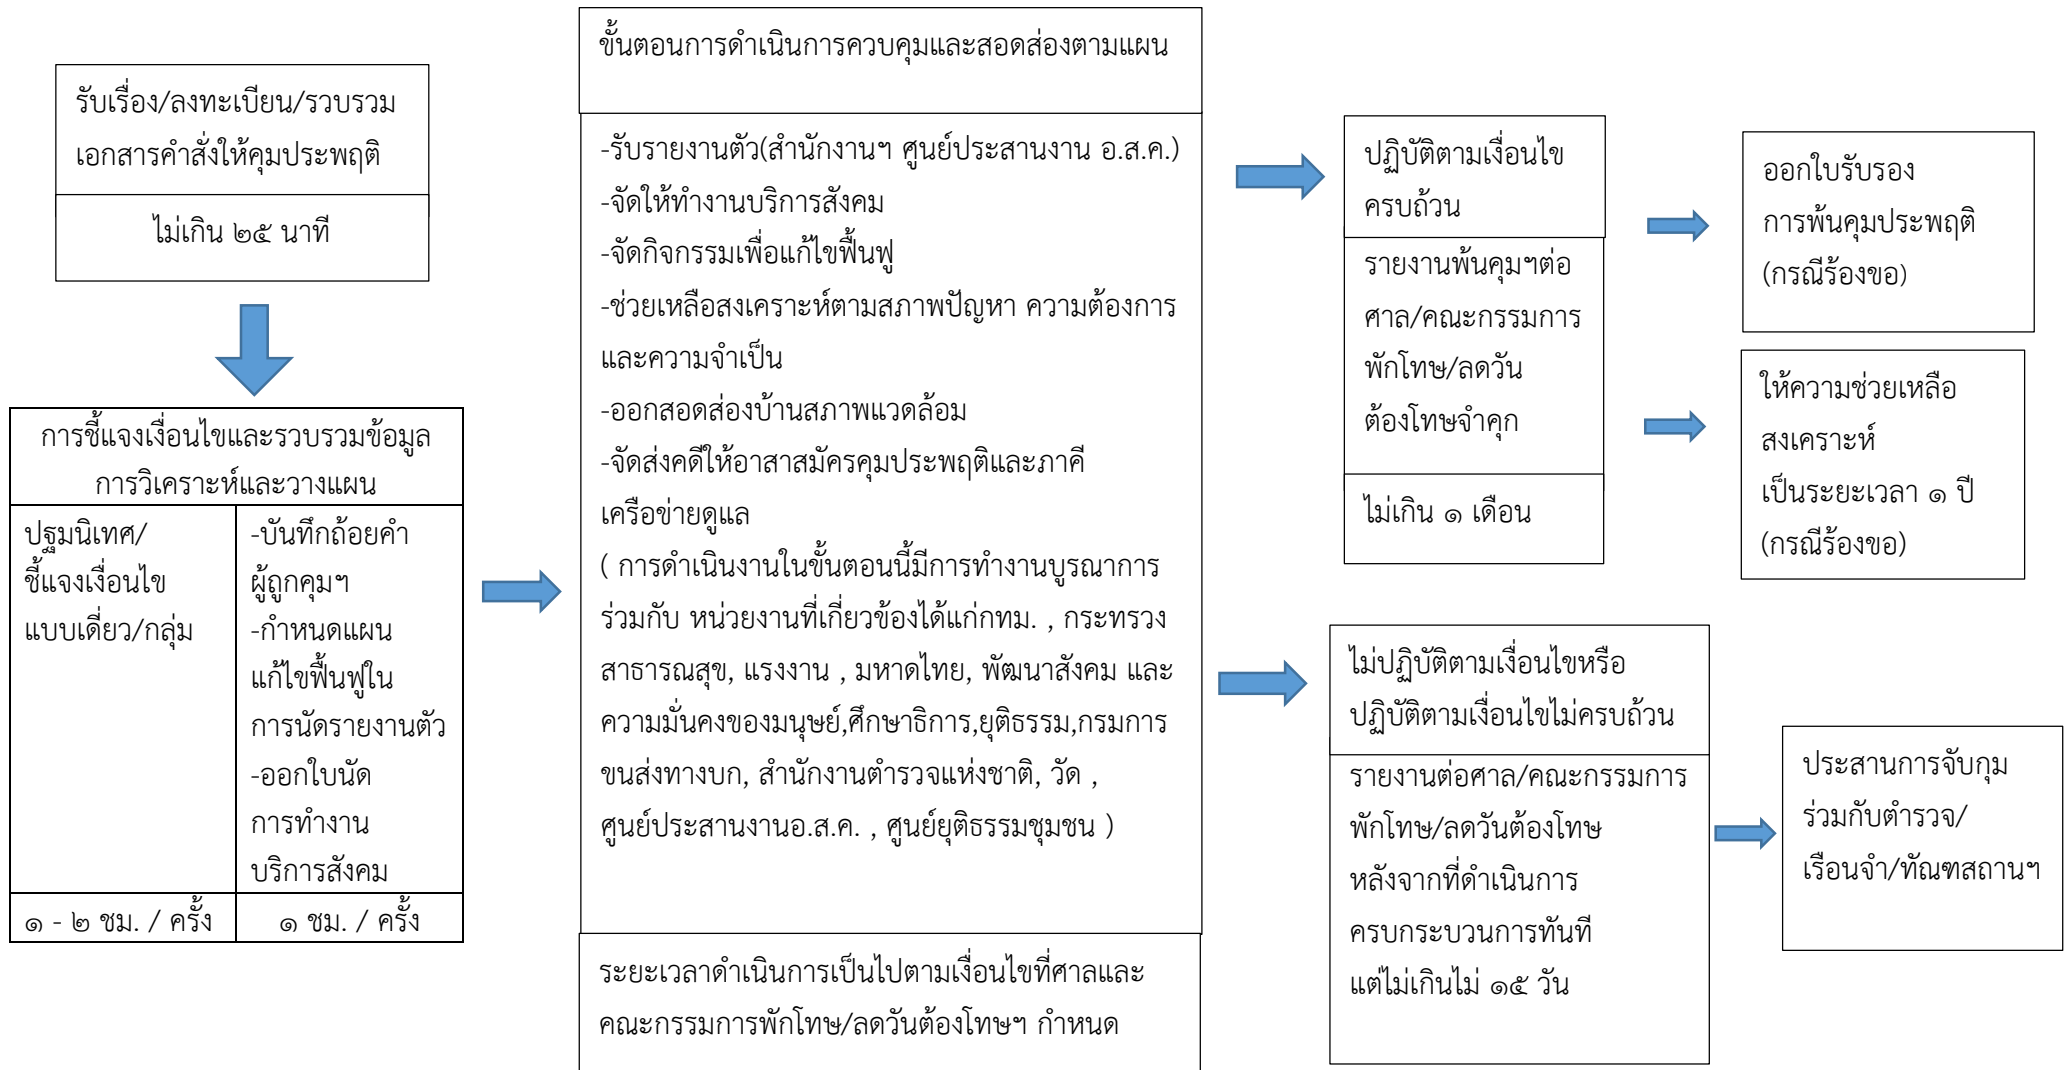 รับเรื่อง/ลงทะเบียน/รวบรวม
เอกสารคำสั่งให้คุมประพฤติ
ไม่เกิน ๒๕ นาที
การชี้แจงเงื่อนไขและรวบรวมข้อมูล
การวิเคราะห์และวางแผน
ปฐมนิเทศ/
ชี้แจงเงื่อนไข
แบบเดี่ยว/กลุ่ม
-บันทึกถ้อยคำ
ผู้ถูกคุมฯ
-กำหนดแผน
แก้ไขฟื้นฟูใน
การนัดรายงานตัว
-ออกใบนัด
การทำงาน
บริการสังคม
๑ - ๒ ชม. / ครั้ง
๑ ชม. / ครั้ง
ขั้นตอนการดำเนินการควบคุมและสอดส่องตามแผน
-รับรายงานตัว(สำนักงานฯ ศูนย์ประสานงาน อ.ส.ค.)
-จัดให้ทำงานบริการสังคม
-จัดกิจกรรมเพื่อแก้ไขฟื้นฟู
-ช่วยเหลือสงเคราะห์ตามสภาพปัญหา ความต้องการ
และความจำเป็น
-ออกสอดส่องบ้านสภาพแวดล้อม
-จัดส่งคดีให้อาสาสมัครคุมประพฤติและภาคี
เครือข่ายดูแล
( การดำเนินงานในขั้นตอนนี้มีการทำงานบูรณาการ
ร่วมกับ หน่วยงานที่เกี่ยวข้องได้แก่กทม. , กระทรวง
สาธารณสุข, แรงงาน , มหาดไทย, พัฒนาสังคม และ
ความมั่นคงของมนุษย์,ศึกษาธิการ,ยุติธรรม,กรมการ
ขนส่งทางบก, สำนักงานตำรวจแห่งชาติ, วัด ,
ศูนย์ประสานงานอ.ส.ค. , ศูนย์ยุติธรรมชุมชน )
ระยะเวลาดำเนินการเป็นไปตามเงื่อนไขที่ศาลและ
คณะกรรมการพักโทษ/ลดวันต้องโทษฯ กำหนด
ปฏิบัติตามเงื่อนไข
ครบถ้วน
รายงานพ้นคุมฯต่อ
ศาล/คณะกรรมการ
พักโทษ/ลดวัน
ต้องโทษจำคุก
ไม่เกิน ๑ เดือน
ออกใบรับรอง
การพ้นคุมประพฤติ
(กรณีร้องขอ)
ให้ความช่วยเหลือ
สงเคราะห์
เป็นระยะเวลา ๑ ปี
(กรณีร้องขอ)
ไม่ปฏิบัติตามเงื่อนไขหรือ
ปฏิบัติตามเงื่อนไขไม่ครบถ้วน
รายงานต่อศาล/คณะกรรมการ
พักโทษ/ลดวันต้องโทษ
หลังจากที่ดำเนินการ
ครบกระบวนการทันที
แต่ไม่เกินไม่ ๑๕ วัน
ประสานการจับกุม
ร่วมกับตำรวจ/
เรือนจำ/ทัณฑสถานฯ